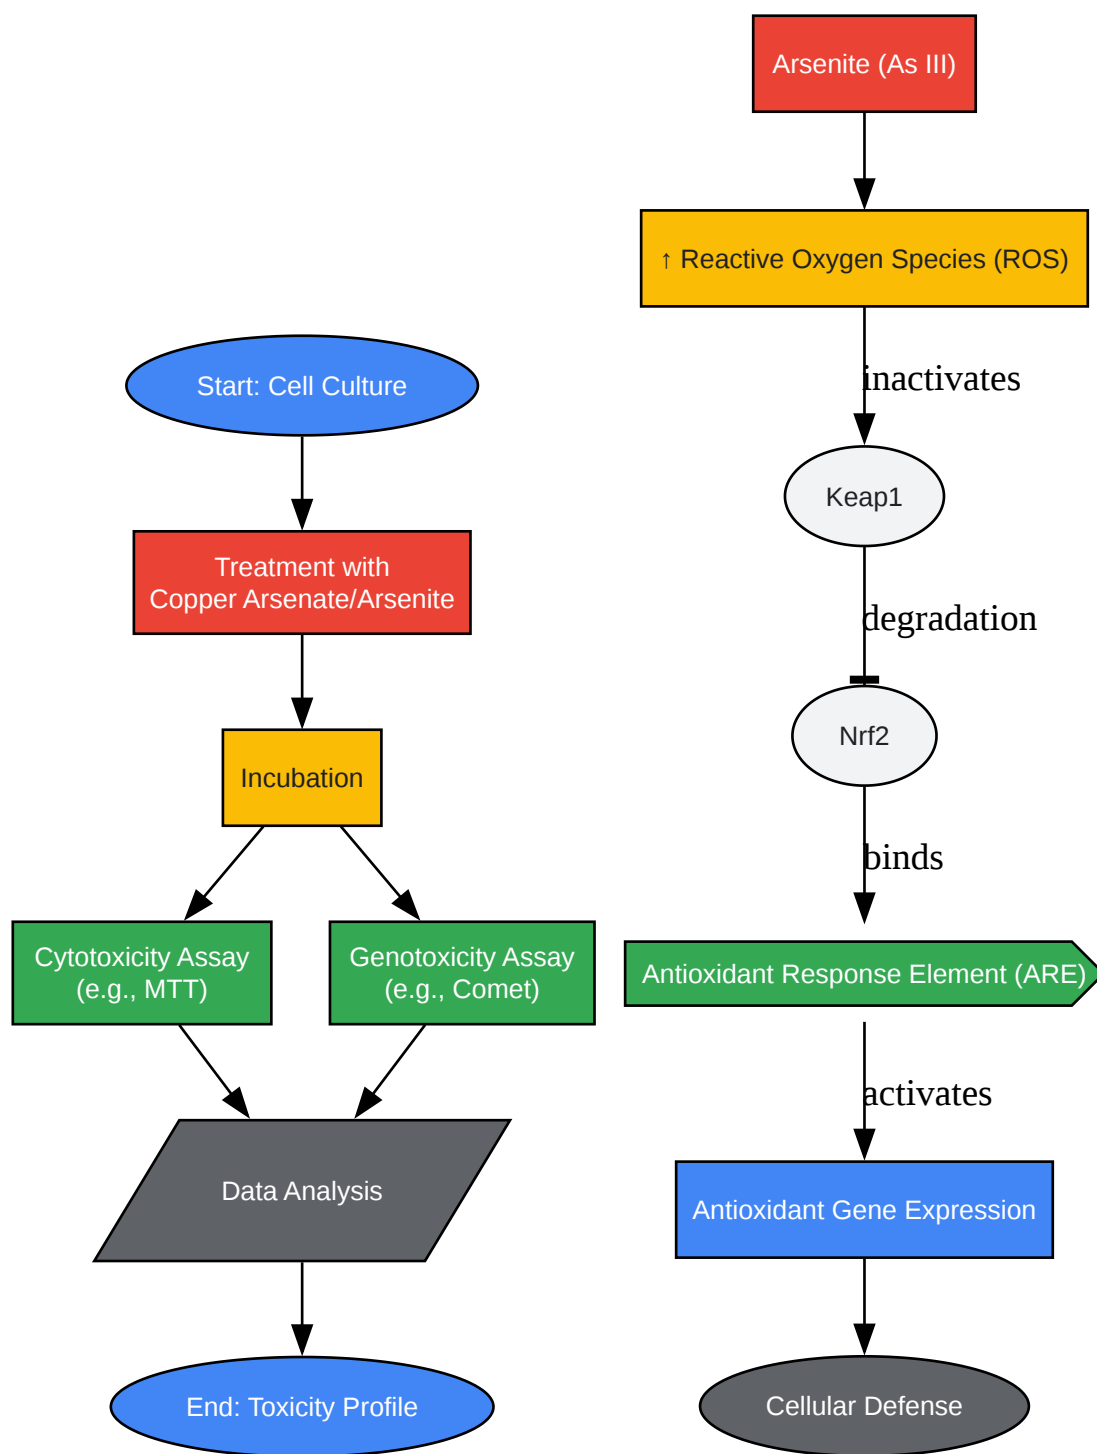 Start: Cell Culture
Treatment with
Copper Arsenate/Arsenite
Incubation
Cytotoxicity Assay
(e.g., MTT)
Genotoxicity Assay
(e.g., Comet)
Data Analysis
End: Toxicity Profile
Arsenite (As III)
↑ Reactive Oxygen Species (ROS)
inactivates
Keap1
degradation
Nrf2
binds
Antioxidant Response Element (ARE)
activates
Antioxidant Gene Expression
Cellular Defense